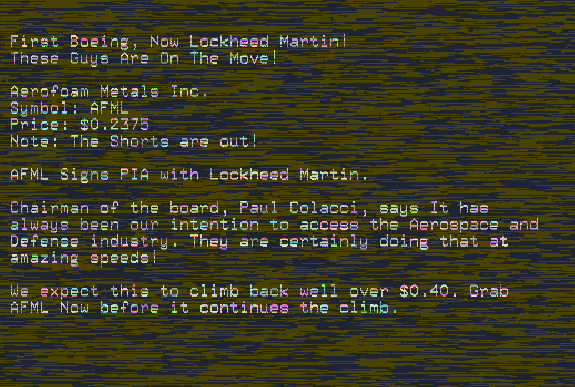 First Boeing, Now Lockheed Martin!
These Guys Are On The Move!
Aerofoam Metals Inc.
Symbol: AFML
Price: $0.2375
Note: The Shorts are out!
AFML Signs PIA with Lockheed Martin.
Chairman of the board, Paul Colacci, says It has
always been our intention to access the Aerospace and
Defense industry. They are certainly doing that at
amazing speeds!
We expect this to climb back well over $0.40. Grab
AFML Now before it continues the climb.